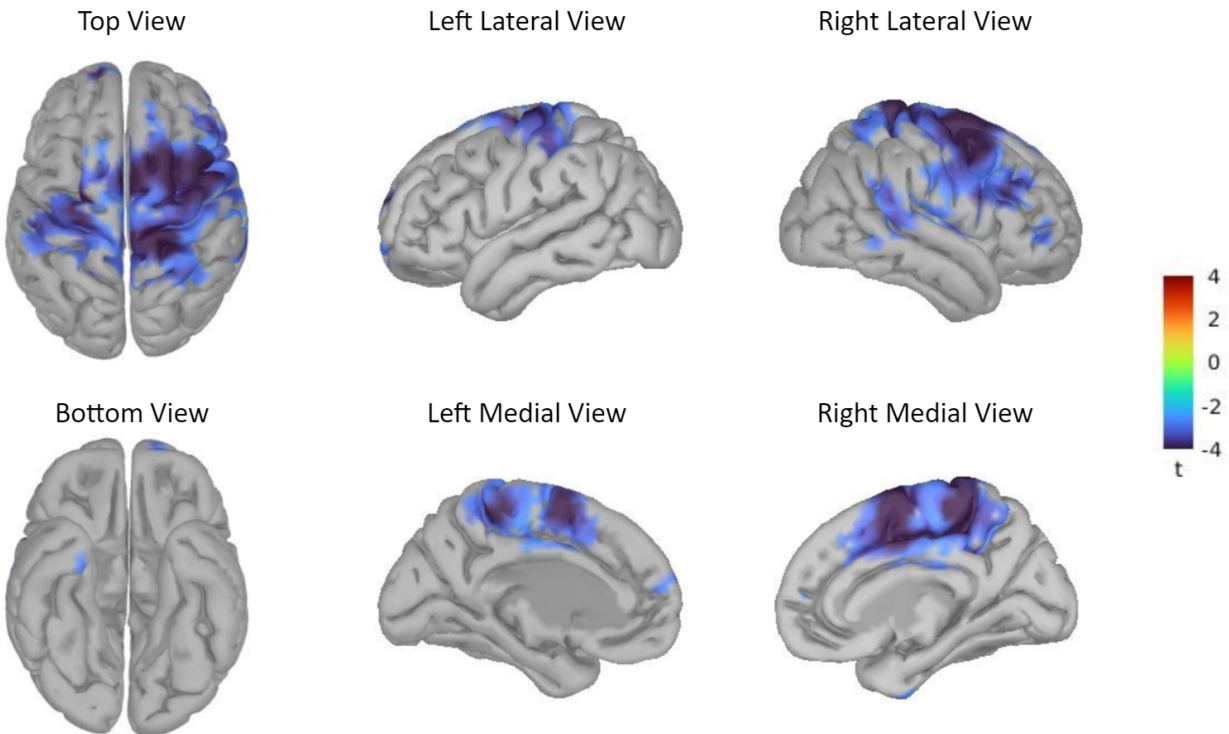 Top View
Left Lateral View
Right Lateral View
4
2
0
-2
-4
t
Bottom View
Left Medial View
Right Medial View